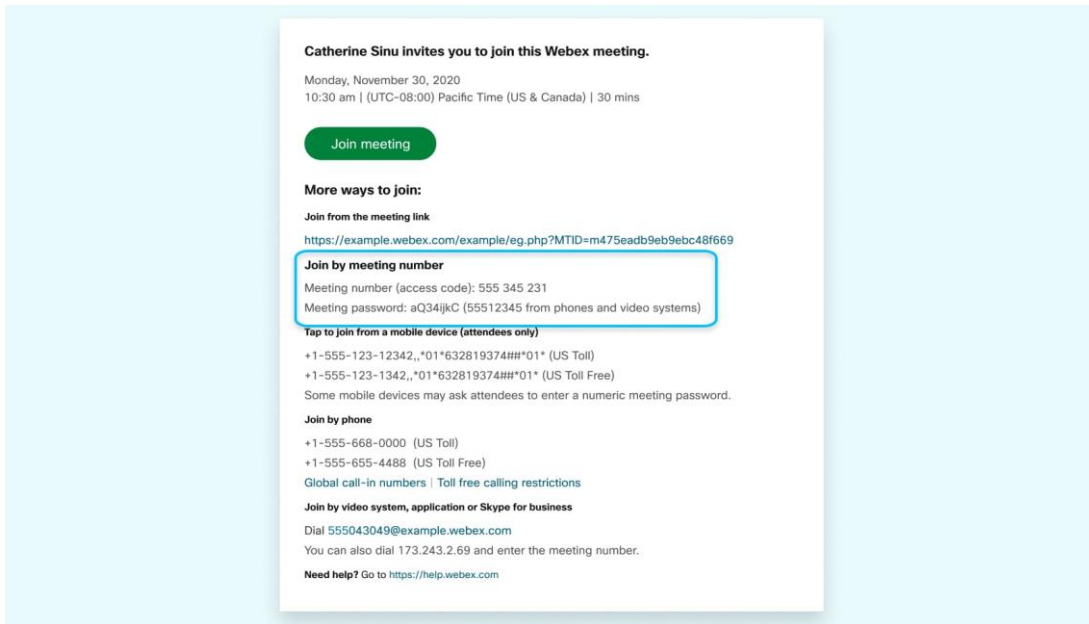 Catherine Sinu invites you to join this Webex meeting.
Monday, November 30, 2020
10:30 am | (UTC-08:00) Pacific Time (US & Canada) | 30 mins
Join meeting
More ways to join:
Join from the meeting link
https://example.webex.com/example/eg.php?MTID=m475eadb9eb9ebc48f669
Join by meeting number
Meeting number (access code): 555 345 231
Meeting password: aQ34ijkC (55512345 from phones and video systems)
Tap to join from a mobile device (attendees only)
+1-555-123-12342,,*01*632819374##*01* (US Toll)
+1-555-123-1342,,*01*632819374##*01* (US Toll Free)
Some mobile devices may ask attendees to enter a numeric meeting password.
Join by phone
+1-555-668-0000 (US Toll)
+1-555-655-4488 (US Toll Free)
Global call-in numbers | Toll free calling restrictions
Join by video system, application or Skype for business
Dial 555043049@example.webex.com
You can also dial 173.243.2.69 and enter the meeting number.
Need help? Go to https://help.webex.com